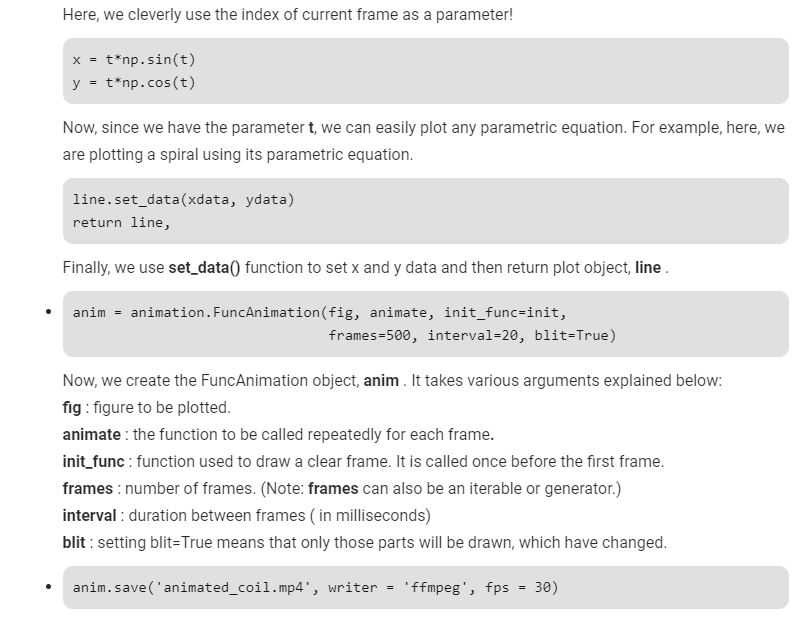 Here, we cleverly use the index of current frame as a parameter!
x = t*np.sin(t)
y = t*np.cos(t)
Now, since we have the parameter t, we can easily plot any parametric equation. For example, here, we
are plotting a spiral using its parametric equation.
line.set_data(xdata, ydata)
return line,
Finally, we use set_data() function to set x and y data and then return plot object, line .
• anim = animation.FuncAnimation(fig, animate, init_func=init,
frames=500, interval=20, blit=True)
Now, we create the FuncAnimation object, anim . It takes various arguments explained below:
fig : figure to be plotted.
animate : the function to be called repeatedly for each frame.
init_func : function used to draw a clear frame. It is called once before the first frame.
frames : number of frames. (Note: frames can also be an iterable or generator.)
interval : duration between frames ( in milliseconds)
blit : setting blit=True means that only those parts will be drawn, which have changed.
• anim.save('animated_coil.mp4', writer = 'ffmpeg', fps = 30)